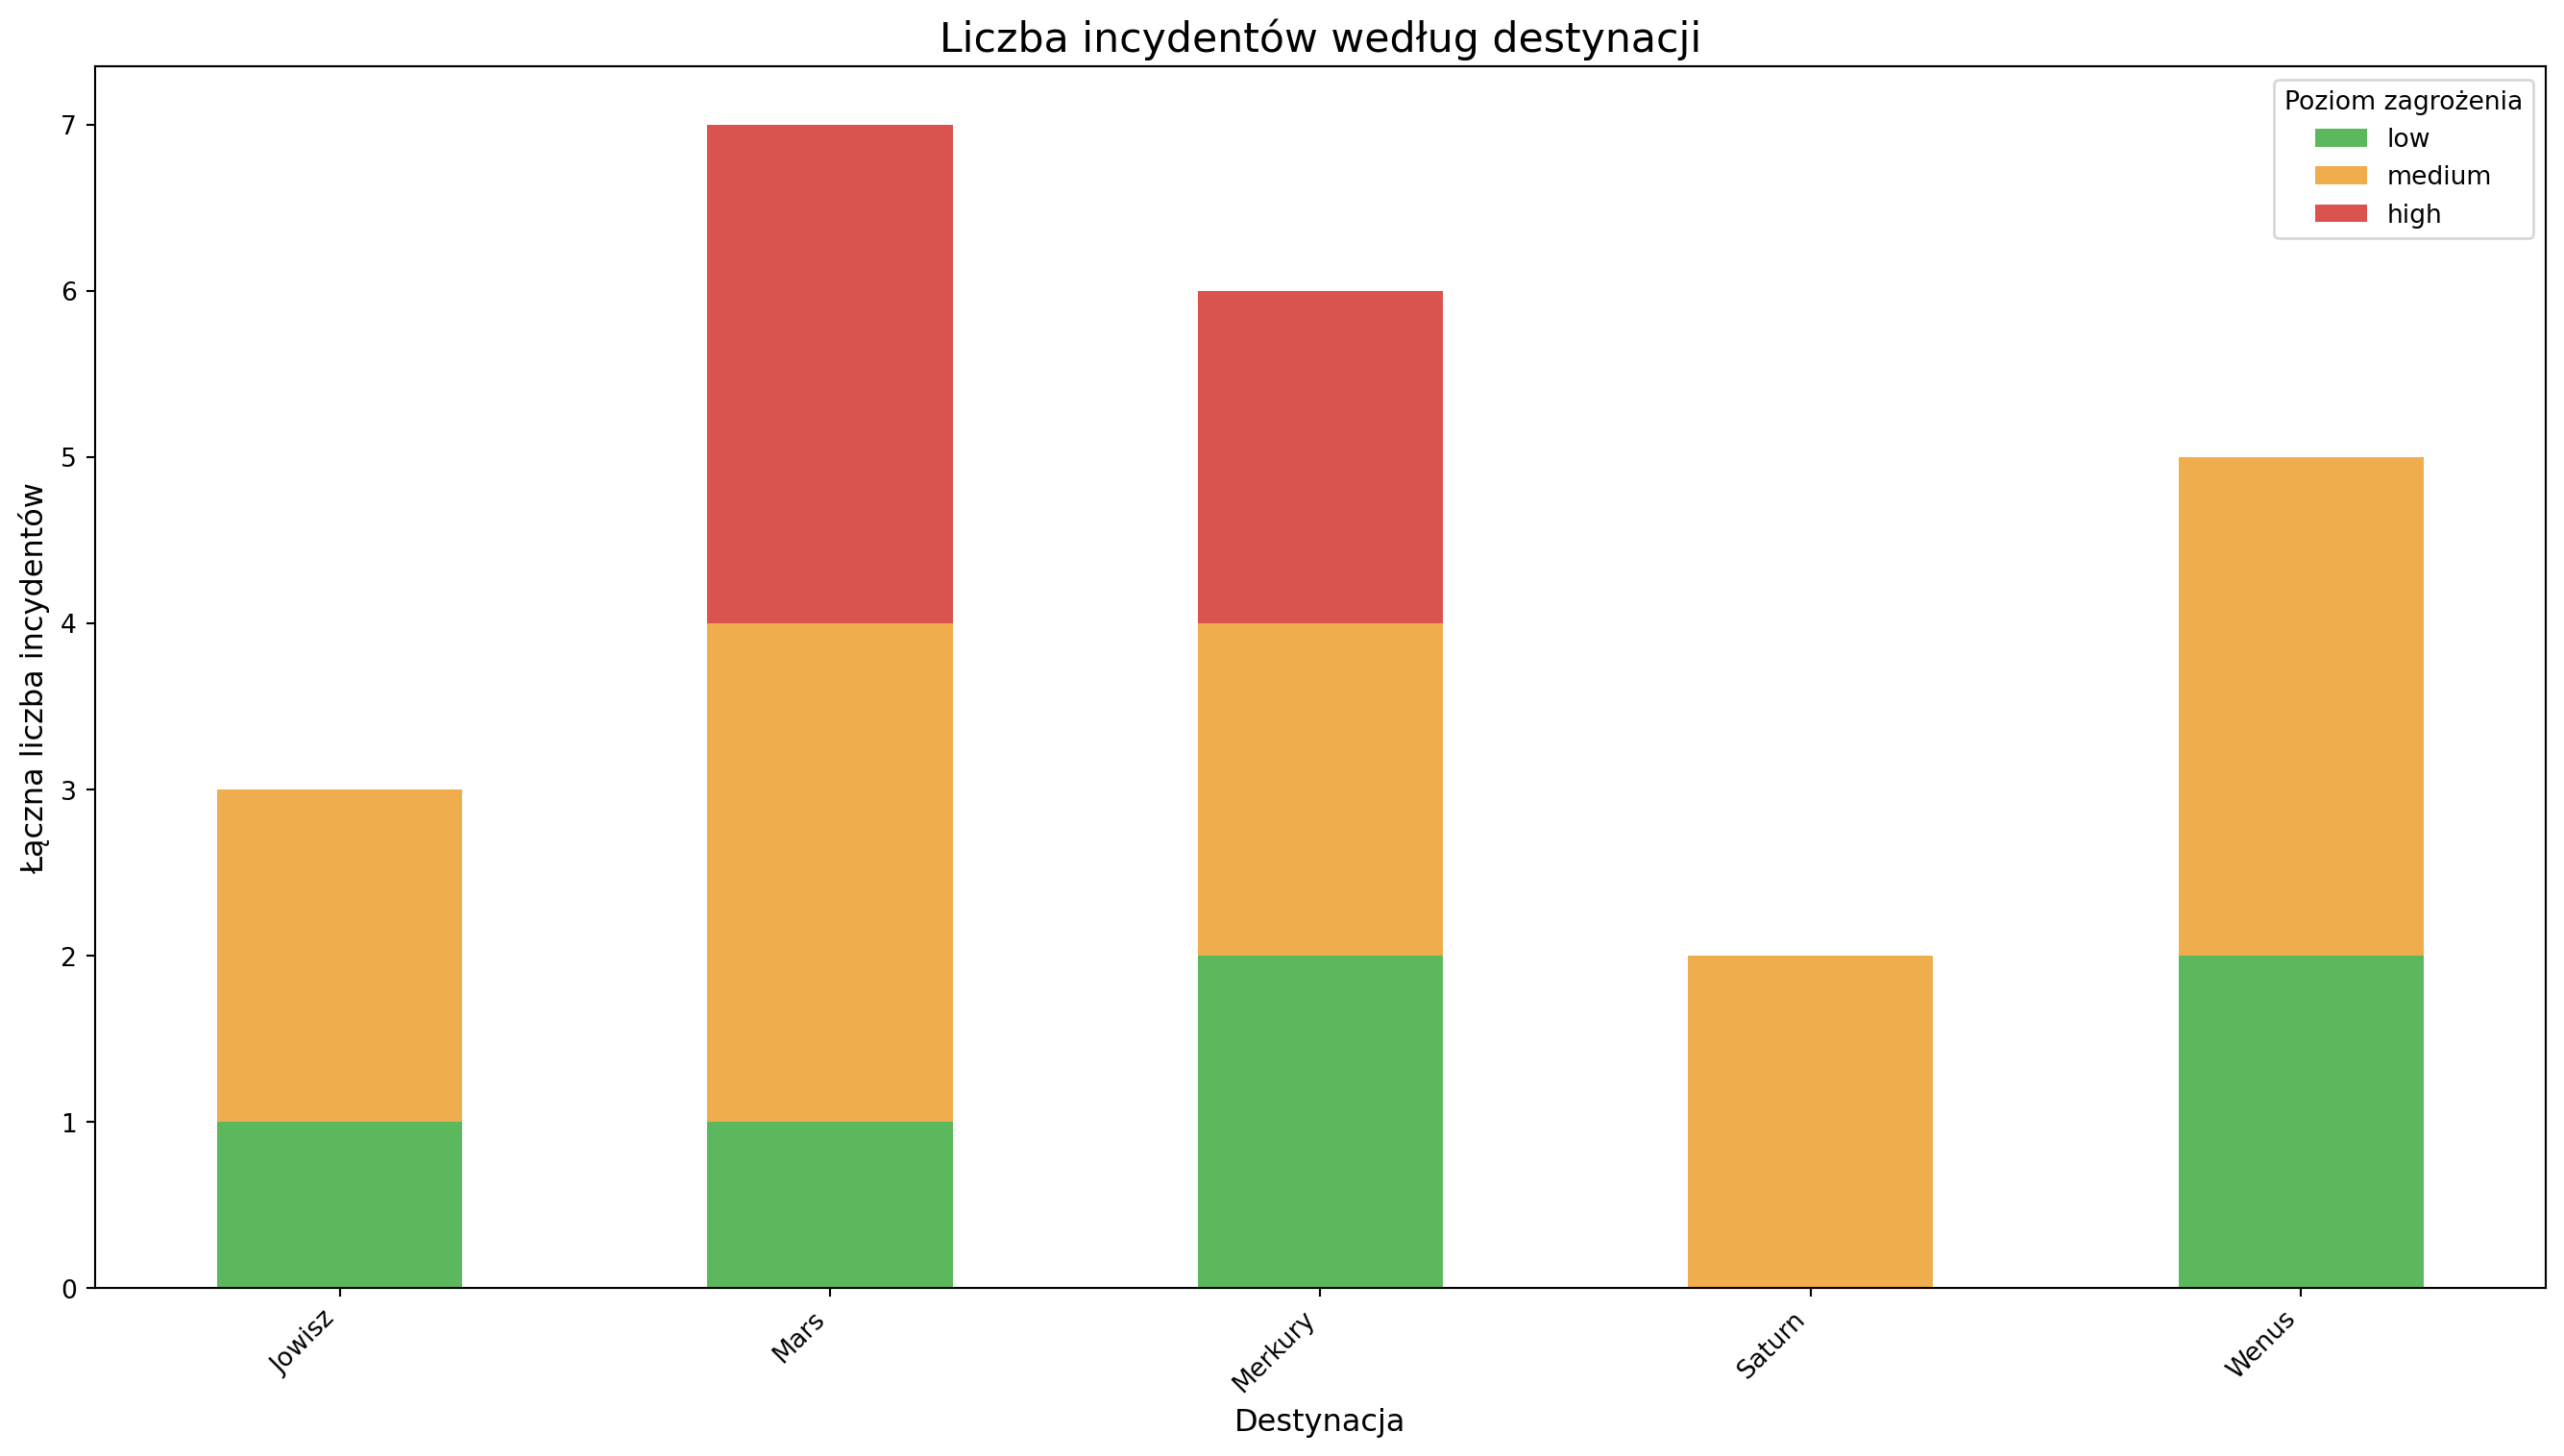 Liczba incydentów według destynacji
Poziom zagrożenia
low
medium
high
Łączna liczba incydentów
7
6
5
4
3
2
1
0
Jowisz
Mars
Merkury
Saturn
Wenus
Destynacja